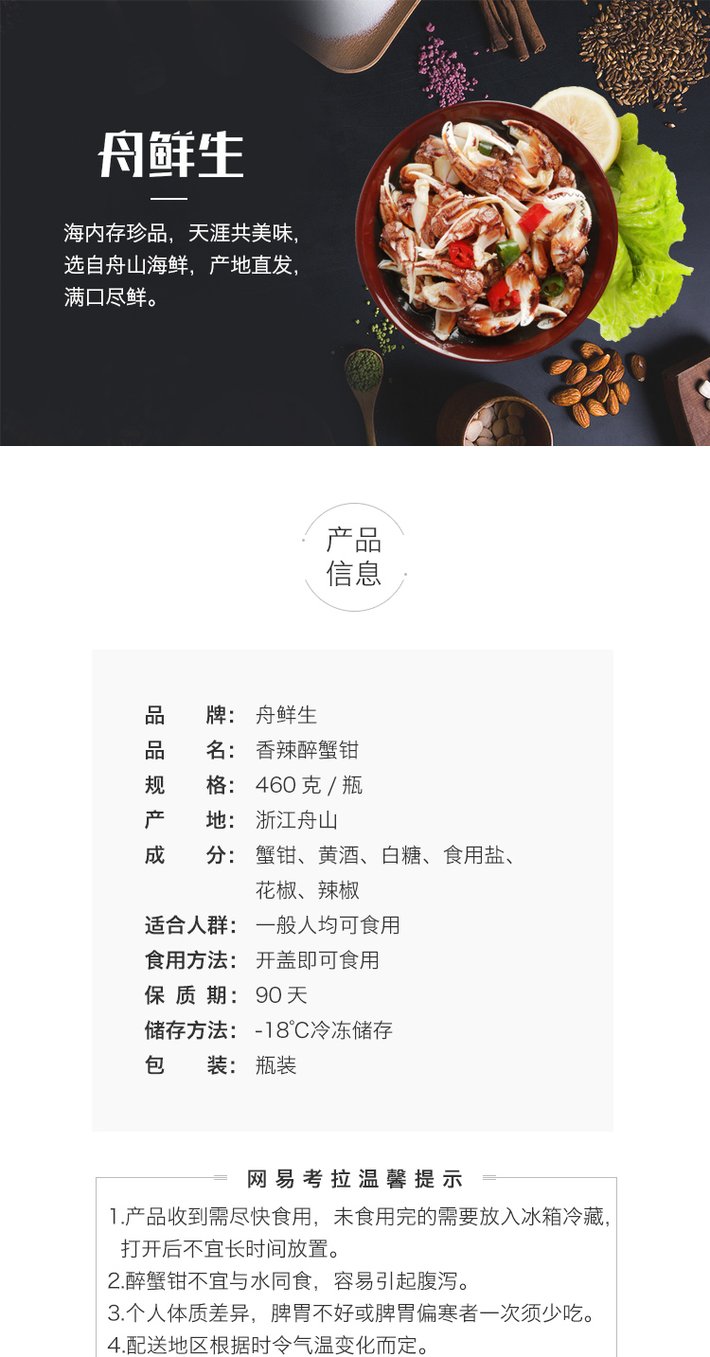 舟鲜生
海内存珍品，天涯共美味，
选自舟山海鲜，产地直发，
满口尽鲜。
产品
信息
品牌： 舟鲜生
品名： 香辣醉蟹钳
规格： 460克/瓶
产地： 浙江舟山
成分： 蟹钳、黄酒、白糖、食用盐、
花椒、辣椒
适合人群： 一般人均可食用
食用方法： 开盖即可食用
保质期： 90天
储存方法： -18℃冷冻储存
包装： 瓶装
网易考拉温馨提示
1.产品收到需尽快食用，未食用完的需要放入冰箱冷藏，
打开后不宜长时间放置。
2.醉蟹钳不宜与水同食，容易引起腹泻。
3.个人体质差异，脾胃不好或脾胃偏寒者一次须少吃。
4.配送地区根据时令气温变化而定。